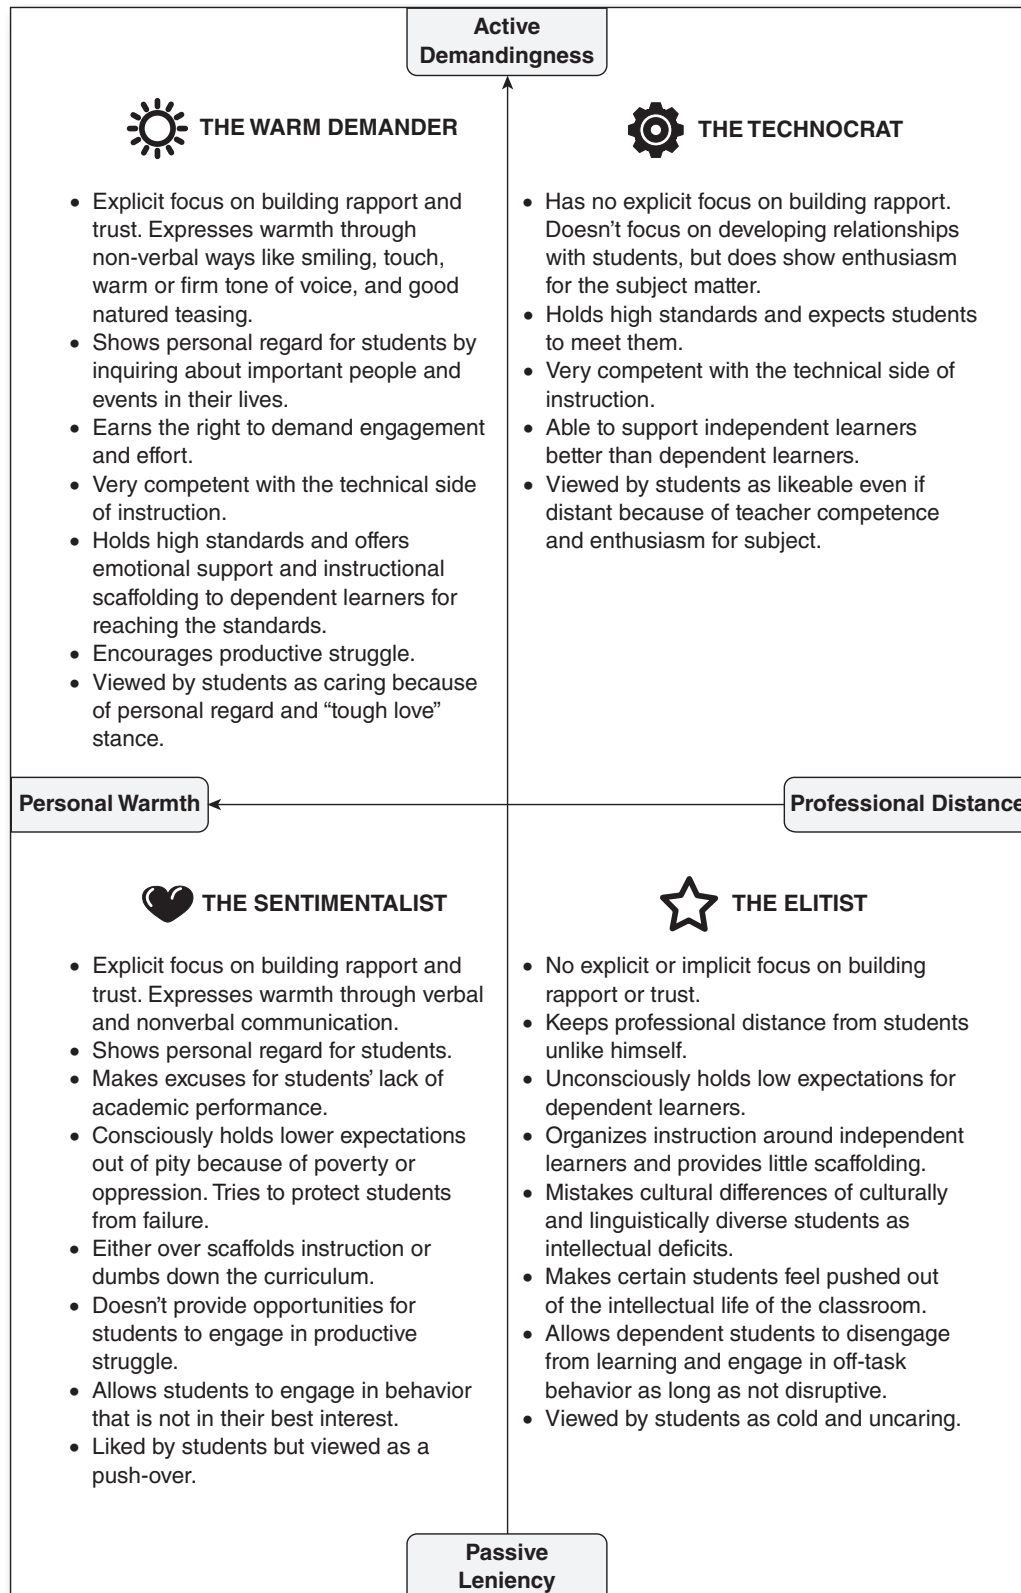 Active
Demandingness
THE WARM DEMANDER
• Explicit focus on building rapport and
trust. Expresses warmth through
non-verbal ways like smiling, touch,
warm or firm tone of voice, and good
natured teasing.
• Shows personal regard for students by
inquiring about important people and
events in their lives.
• Earns the right to demand engagement
and effort.
• Very competent with the technical side
of instruction.
• Holds high standards and offers
emotional support and instructional
scaffolding to dependent learners for
reaching the standards.
• Encourages productive struggle.
• Viewed by students as caring because
of personal regard and “tough love”
stance.
THE TECHNOCRAT
• Has no explicit focus on building rapport.
Doesn’t focus on developing relationships
with students, but does show enthusiasm
for the subject matter.
• Holds high standards and expects students
to meet them.
• Very competent with the technical side of
instruction.
• Able to support independent learners
better than dependent learners.
• Viewed by students as likeable even if
distant because of teacher competence
and enthusiasm for subject.
Personal Warmth
Professional Distance
THE SENTIMENTALIST
• Explicit focus on building rapport and
trust. Expresses warmth through verbal
and nonverbal communication.
• Shows personal regard for students.
• Makes excuses for students’ lack of
academic performance.
• Consciously holds lower expectations
out of pity because of poverty or
oppression. Tries to protect students
from failure.
• Either over scaffolds instruction or
dumbs down the curriculum.
• Doesn’t provide opportunities for
students to engage in productive
struggle.
• Allows students to engage in behavior
that is not in their best interest.
• Liked by students but viewed as a
push-over.
THE ELITIST
• No explicit or implicit focus on building
rapport or trust.
• Keeps professional distance from students
unlike himself.
• Unconsciously holds low expectations for
dependent learners.
• Organizes instruction around independent
learners and provides little scaffolding.
• Mistakes cultural differences of culturally
and linguistically diverse students as
intellectual deficits.
• Makes certain students feel pushed out
of the intellectual life of the classroom.
• Allows dependent students to disengage
from learning and engage in off-task
behavior as long as not disruptive.
• Viewed by students as cold and uncaring.
Passive
Leniency